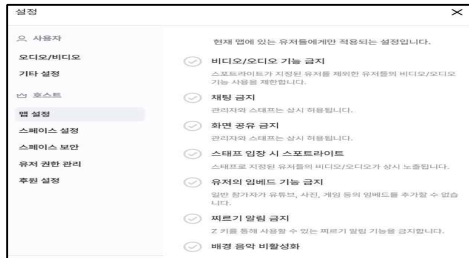 설정
사용자
오디오/비디오
기타 설정
호스트
맵 설정
스페이스 설정
스페이스 보안
유저 권한 관리
후원 설정
현재 맵에 있는 유저들에게만 적용되는 설정입니다.
비디오/오디오 기능 금지
스포트라이트가 지정된 유저를 제외한 유저들의 비디오/오디오
기능 사용을 제한합니다.
채팅 금지
관리자와 스태프는 상시 허용됩니다.
화면 공유 금지
관리자와 스태프는 상시 허용됩니다.
스태프 입장 시 스포트라이트
스태프로 지정된 유저들의 비디오/오디오가 상시 노출됩니다.
유저의 임베드 기능 금지
일반 참가자가 유튜브, 사진, 게임 등의 임베드를 추가할 수 없습
니다.
찌르기 알림 금지
Z 키를 통해 사용할 수 있는 찌르기 알림 기능을 금지합니다.
배경 음악 비활성화